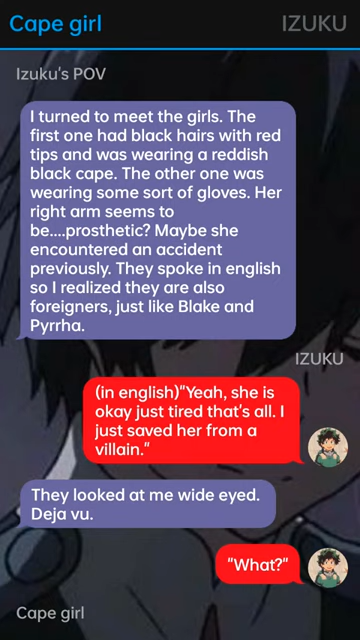 Cape girl
IZUKU
Izuku's POV
I turned to meet the girls. The
first one had black hairs with red
tips and was wearing a reddish
black cape. The other one was
wearing some sort of gloves. Her
right arm seems to
be....prosthetic? Maybe she
encountered an accident
previously. They spoke in english
so I realized they are also
foreigners, just like Blake and
Pyrrha.
IZUKU
(in english)"Yeah, she is
okay just tired that's all. I
just saved her from a
villain."
They looked at me wide eyed.
Deja vu.
"What?"
Cape girl